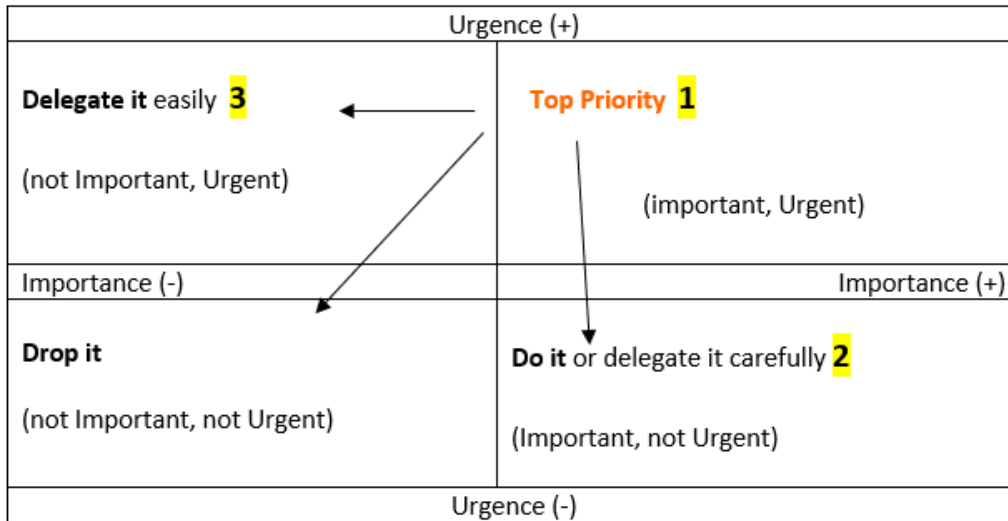 Urgence (+)
Delegate it easily 3
Top Priority 1
(not Important, Urgent)
(important, Urgent)
Importance (-)
Importance (+)
Drop it
Do it or delegate it carefully 2
(not Important, not Urgent)
(Important, not Urgent)
Urgence (-)